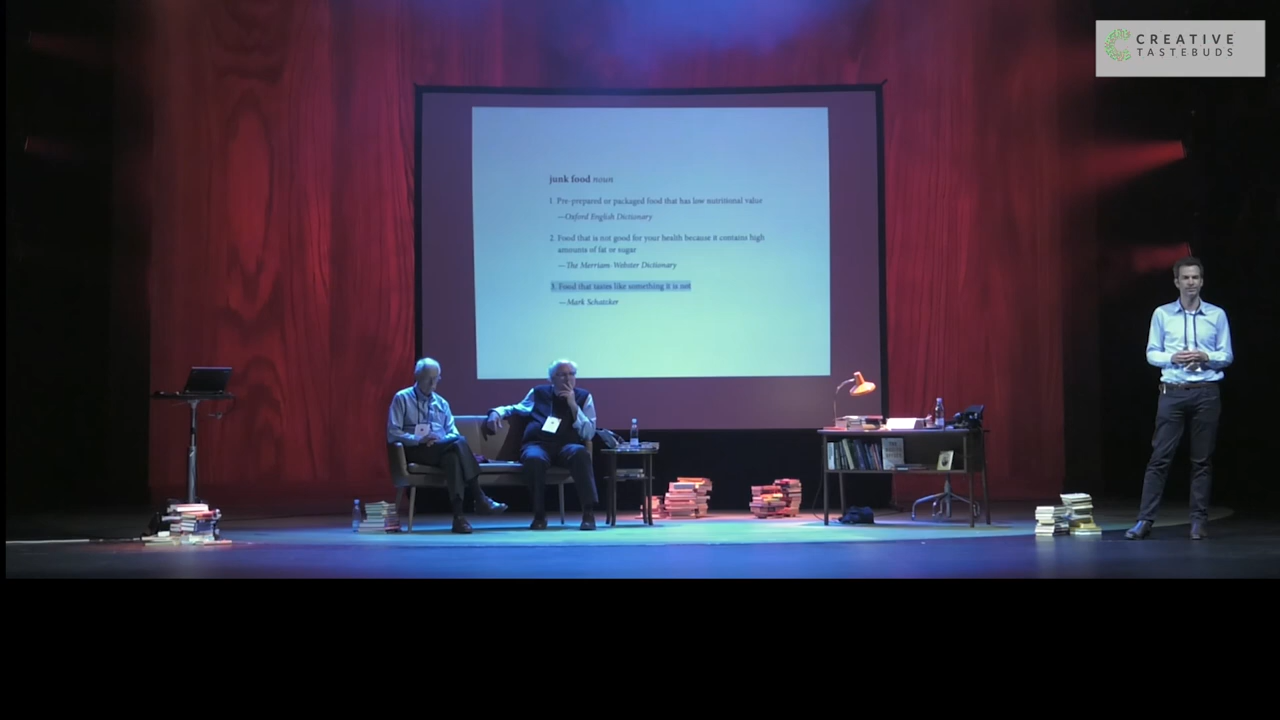 CREATIVE
TASTEBUDS
junk food noun
1. Pre-prepared or packaged food that has low nutritional value
—Oxford English Dictionary
2. Food that is not good for your health because it contains high
amounts of fat or sugar
—The Merriam-Webster Dictionary
3. Food that tastes like something it is not
—Mark Schatzker